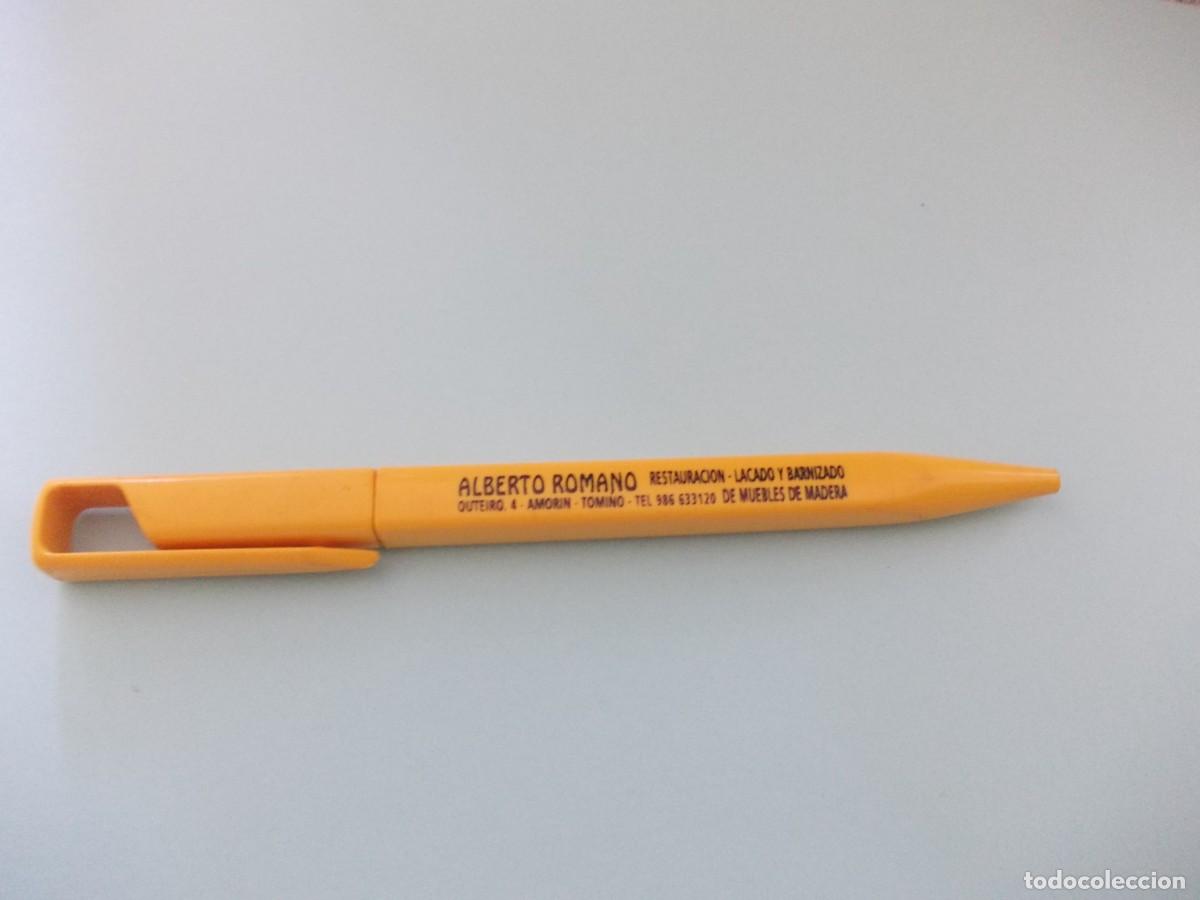 ALBERTO ROMANO RESTAURACION - LACADO Y BARNIZADO
OUTEIRO, 4 - AMORIN - TOMIÑO - TEL 986 633120 DE MUEBLES DE MADERA
todocoleccion